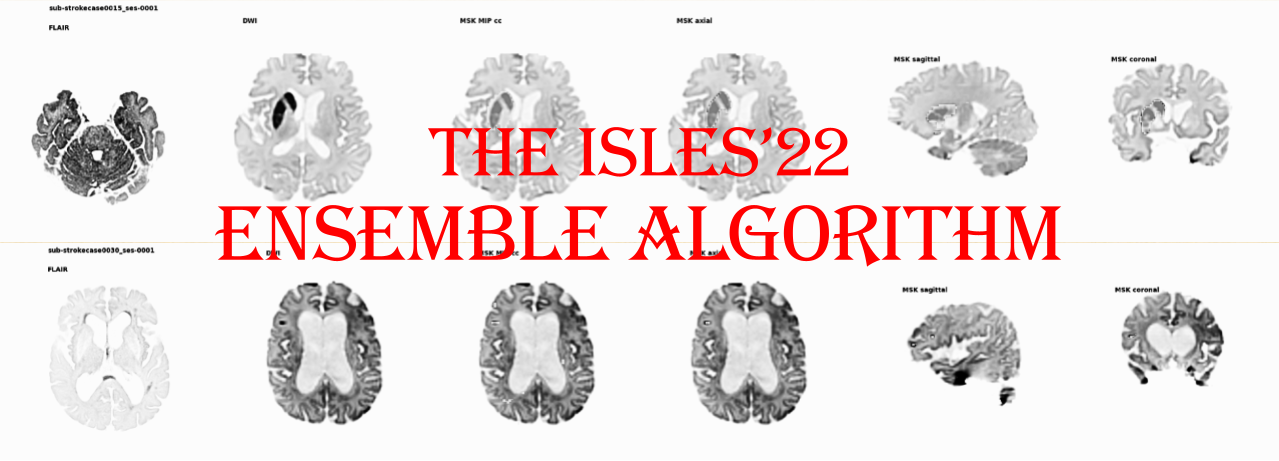 sub-strokecase0015_ses-0001
FLAIR
DWI
MSK MIP cc
MSK axial
MSK sagittal
MSK coronal
THE ISLES’22
ENSEMBLE ALGORITHM
sub-strokecase0030_ses-0001
FLAIR
DWI
MSK MIP cc
MSK axial
MSK sagittal
MSK coronal